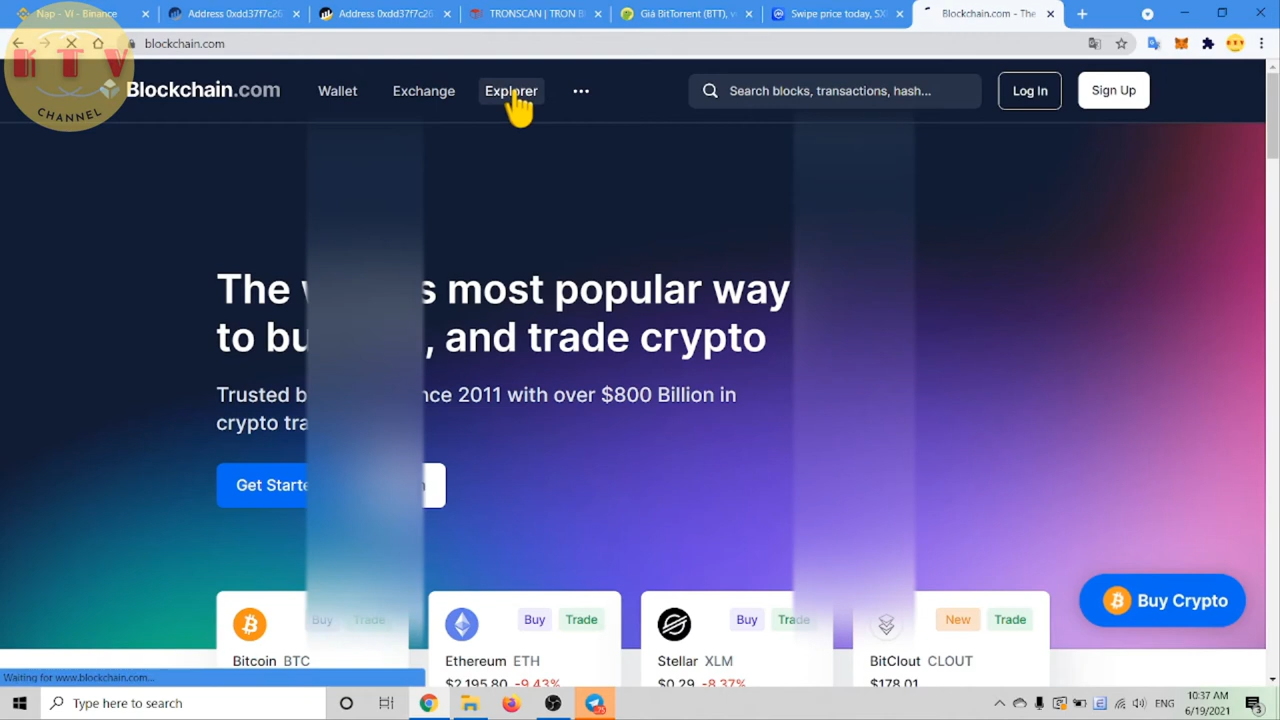 Nạp - Ví - Binance
Address 0xdd37f7c26
Address 0xdd37f7c26
TRONSCAN | TRON B
Giá BitTorrent (BTT), v
Swipe price today, SX
Blockchain.com - The
blockchain.com
KTV
CHANNEL
Blockchain.com
Wallet
Exchange
Explorer
Search blocks, transactions, hash...
Log In
Sign Up
The s most popular way
to bu , and trade crypto
Trusted b nce 2011 with over $800 Billion in
crypto tra
Get Starte
Buy Crypto
Buy Trade
Bitcoin BTC
Buy Trade
Ethereum ETH
$2,195.80 -9.43%
Buy Trade
Stellar XLM
$0.29 -8.37%
New Trade
BitClout CLOUT
$178.01
Waiting for www.blockchain.com...
Type here to search
ENG
10:37 AM
6/19/2021
3